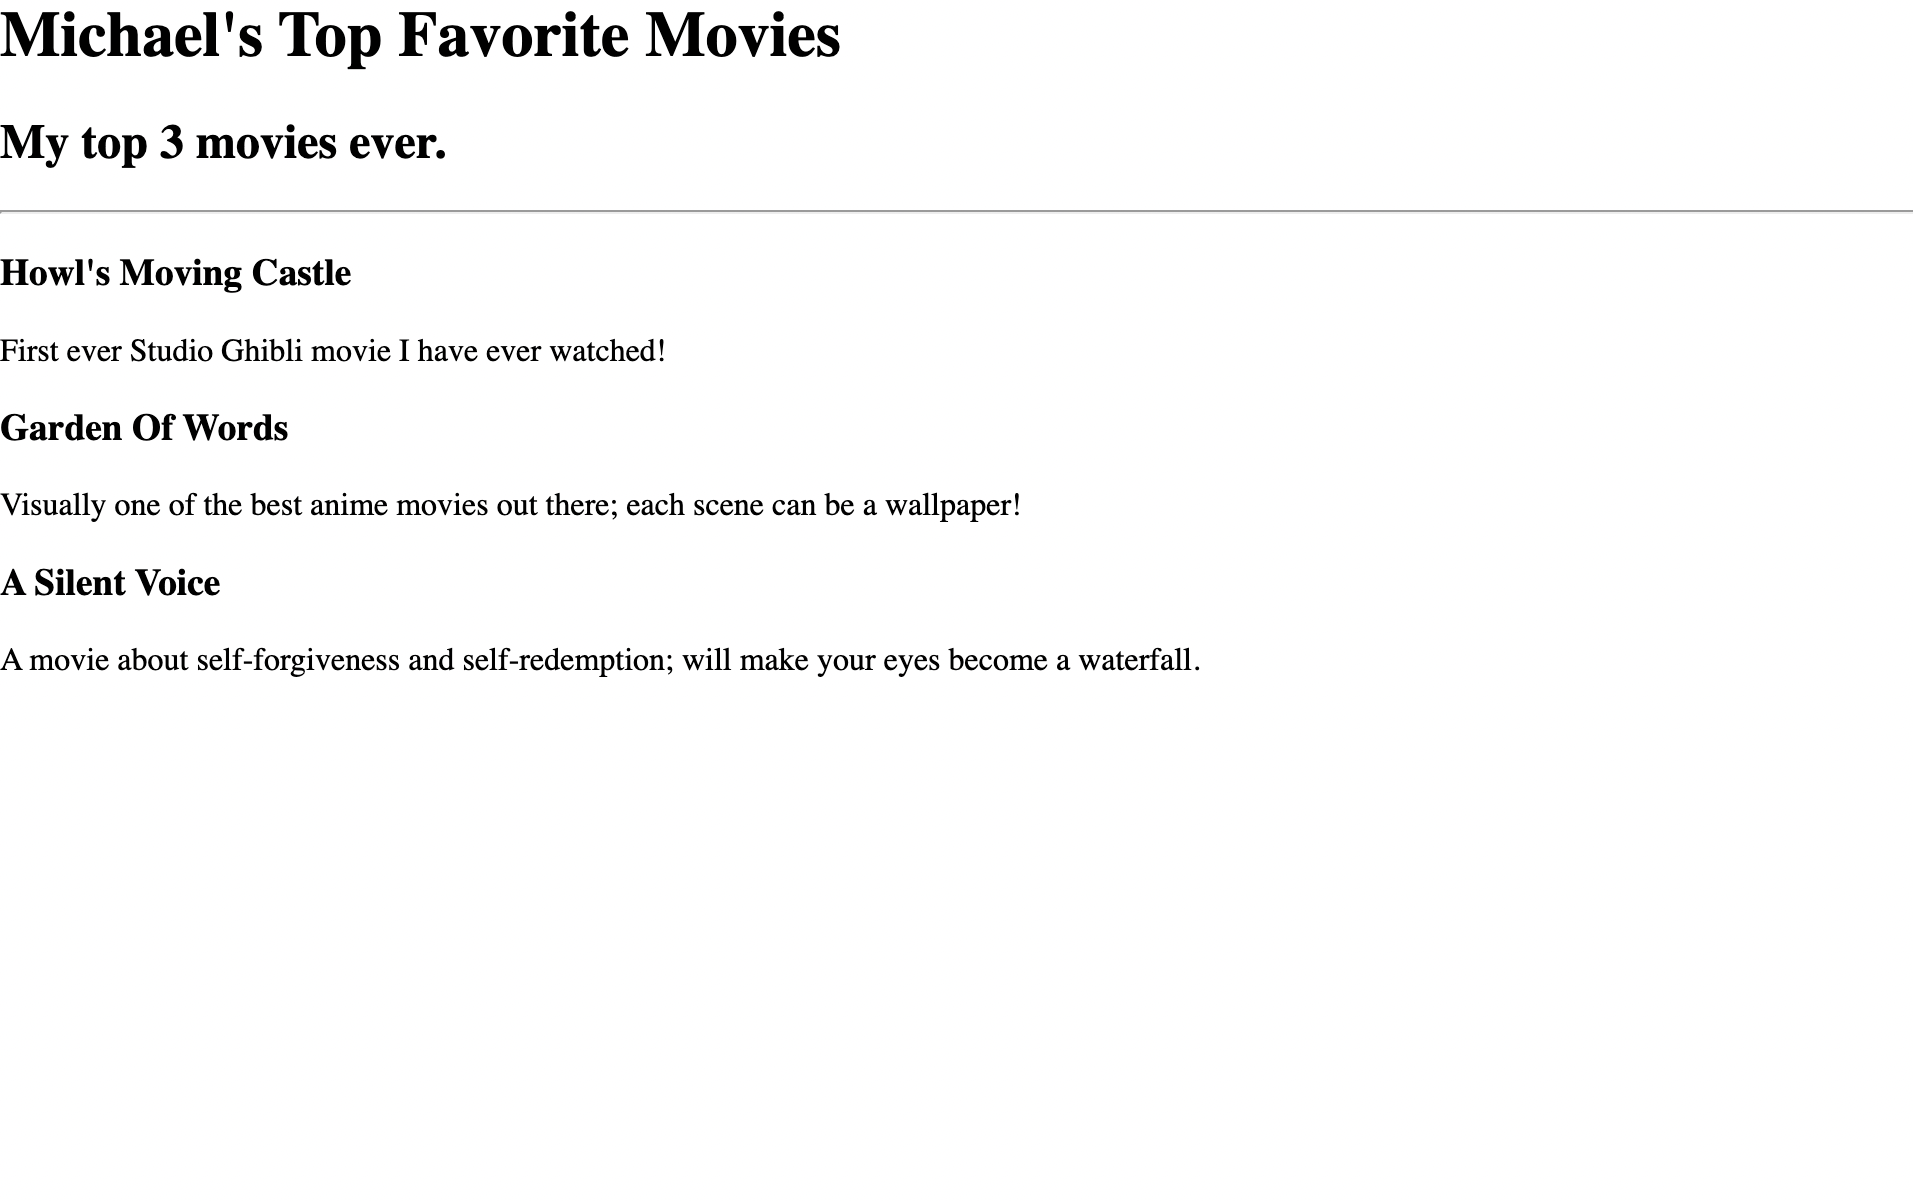 Michael's Top Favorite Movies
My top 3 movies ever.
Howl's Moving Castle
First ever Studio Ghibli movie I have ever watched!
Garden Of Words
Visually one of the best anime movies out there; each scene can be a wallpaper!
A Silent Voice
A movie about self-forgiveness and self-redemption; will make your eyes become a waterfall.